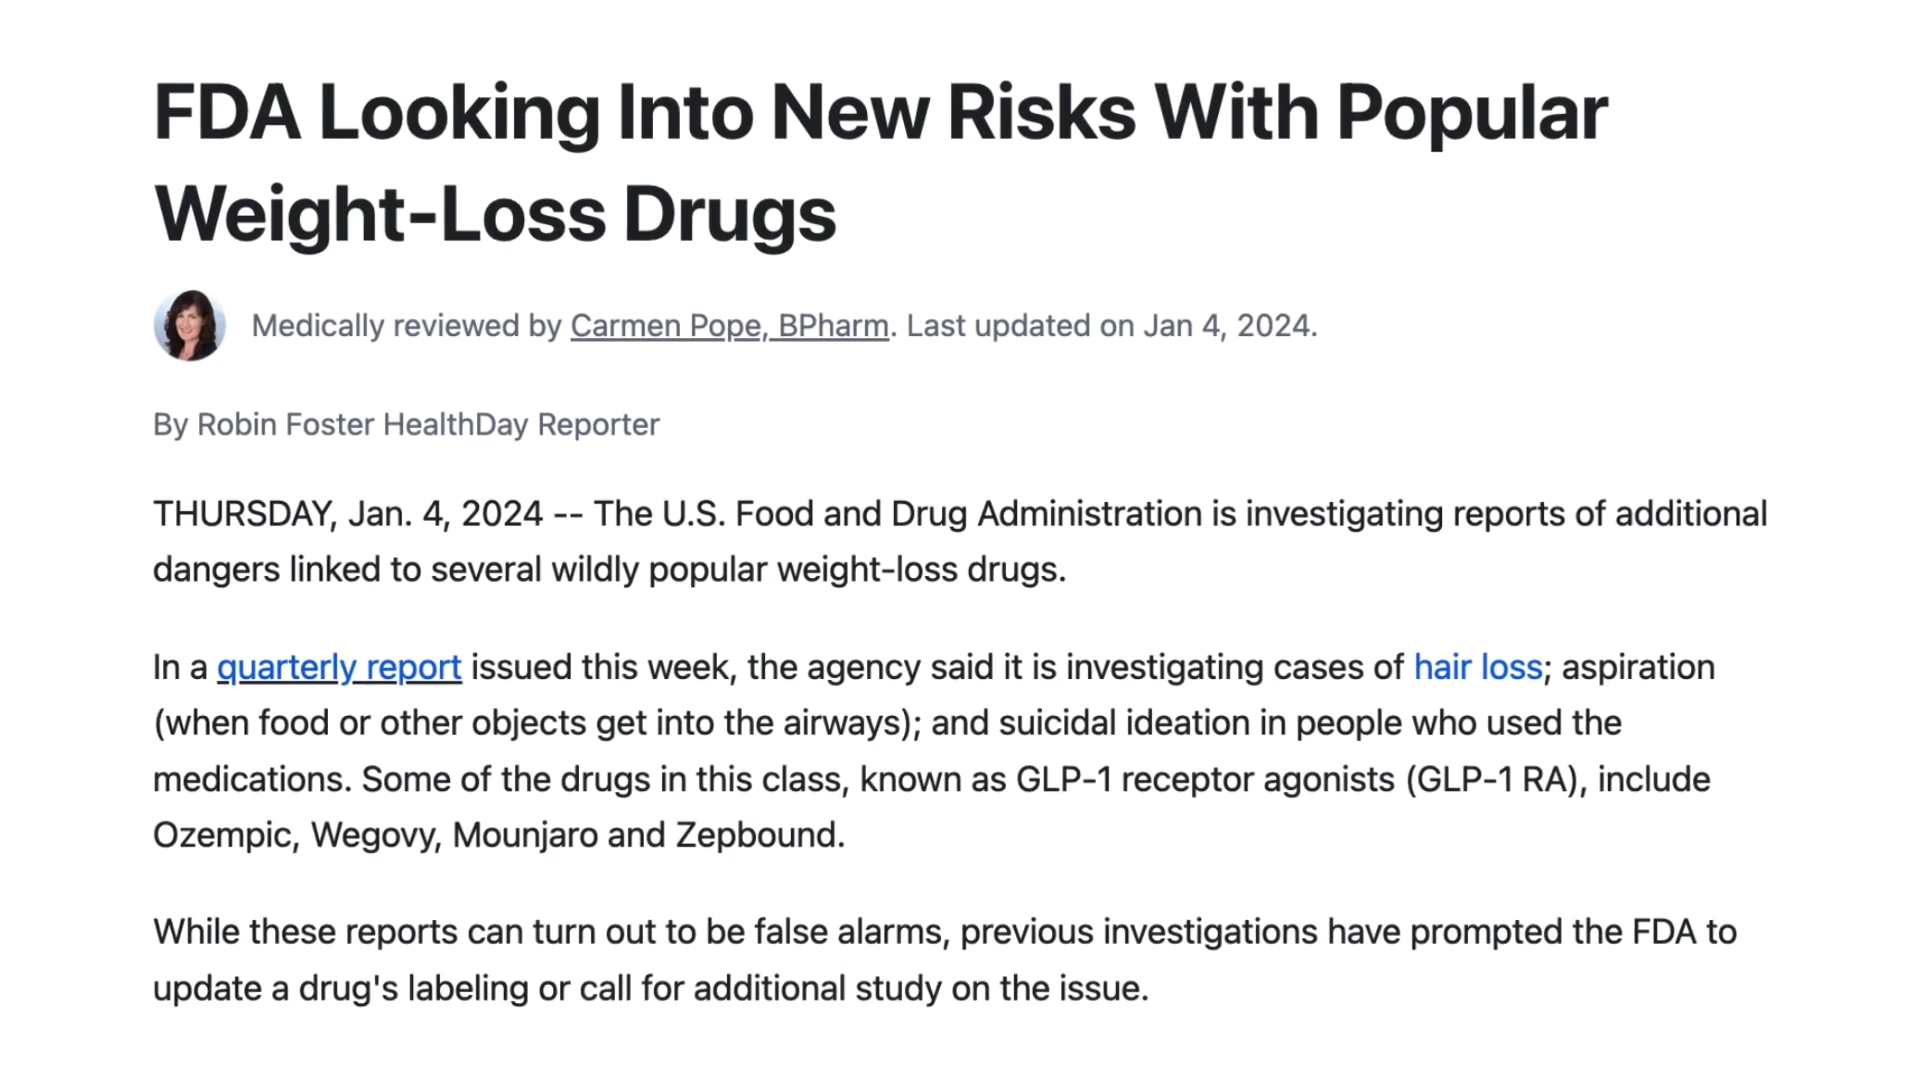 FDA Looking Into New Risks With Popular
Weight-Loss Drugs
Medically reviewed by Carmen Pope, BPharm. Last updated on Jan 4, 2024.
By Robin Foster HealthDay Reporter
THURSDAY, Jan. 4, 2024 -- The U.S. Food and Drug Administration is investigating reports of additional
dangers linked to several wildly popular weight-loss drugs.
In a quarterly report issued this week, the agency said it is investigating cases of hair loss; aspiration
(when food or other objects get into the airways); and suicidal ideation in people who used the
medications. Some of the drugs in this class, known as GLP-1 receptor agonists (GLP-1 RA), include
Ozempic, Wegovy, Mounjaro and Zepbound.
While these reports can turn out to be false alarms, previous investigations have prompted the FDA to
update a drug's labeling or call for additional study on the issue.